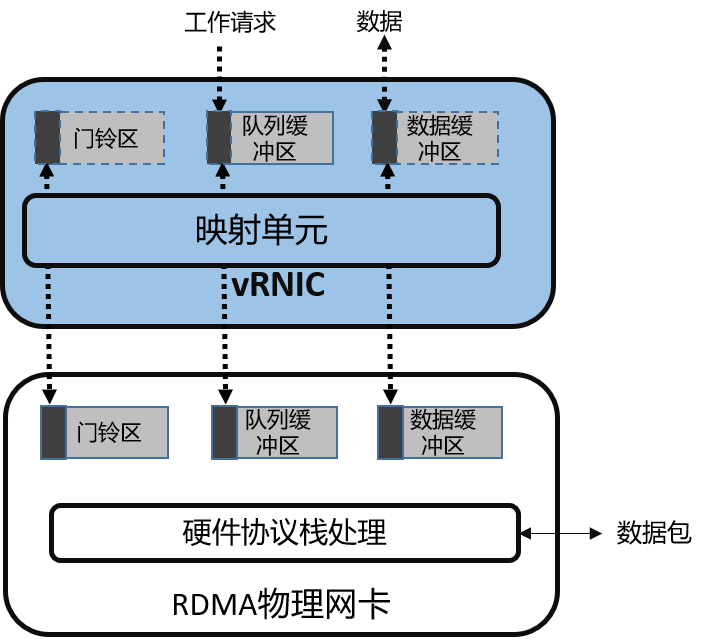 工作请求
数据
门铃区
队列缓
冲区
数据缓
冲区
映射单元
vRNIC
门铃区
队列缓
冲区
数据缓
冲区
硬件协议栈处理
数据包
RDMA物理网卡